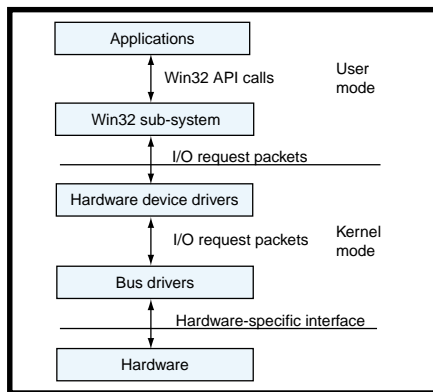 Applications
Win32 API calls
User
mode
Win32 sub-system
I/O request packets
Hardware device drivers
I/O request packets
Kernel
mode
Bus drivers
Hardware-specific interface
Hardware